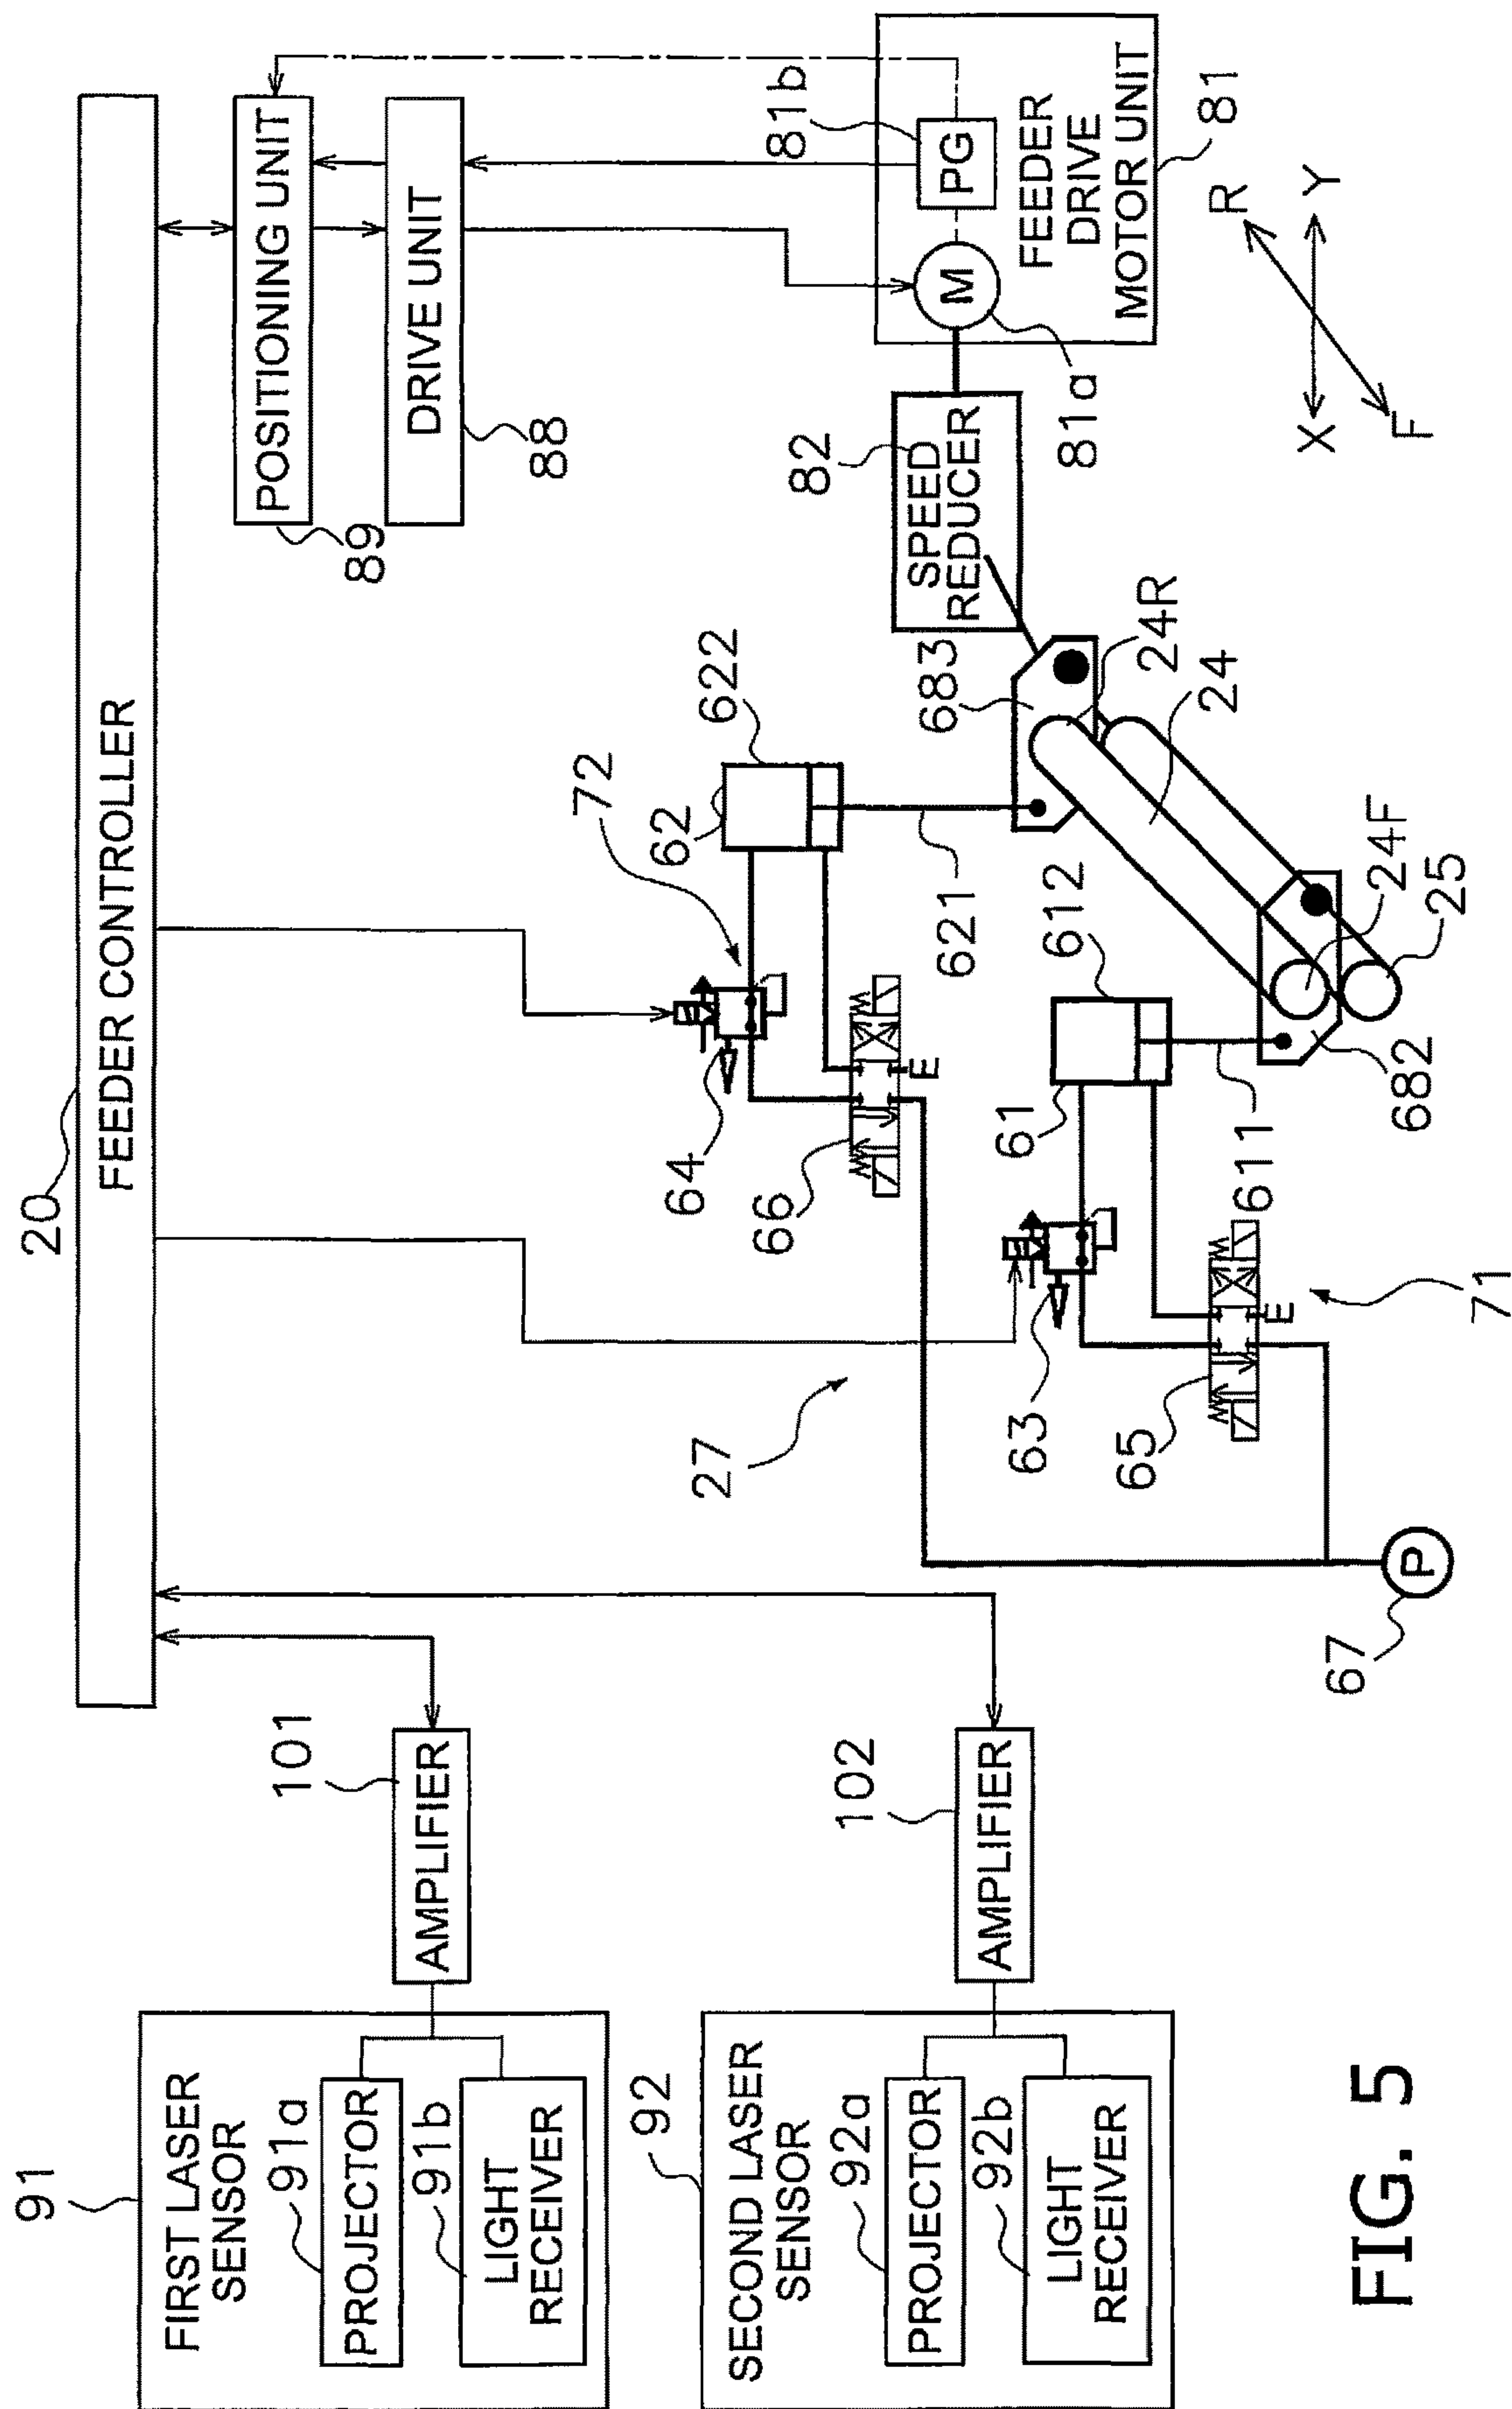 20
FEEDER CONTROLLER
91
FIRST LASER
SENSOR
91a
PROJECTOR
91b
LIGHT
RECEIVER
101
AMPLIFIER
92
SECOND LASER
SENSOR
92a
PROJECTOR
92b
LIGHT
RECEIVER
102
AMPLIFIER
POSITIONING UNIT
89
DRIVE UNIT
88
81b
PG
M
81a
FEEDER
DRIVE
MOTOR UNIT
81
82
SPEED
REDUCER
72
62
622
64
66
E
621
683
24R
24
24F
25
27
61
612
63
65
E
611
682
71
P
67
R
Y
X
F
FIG. 5